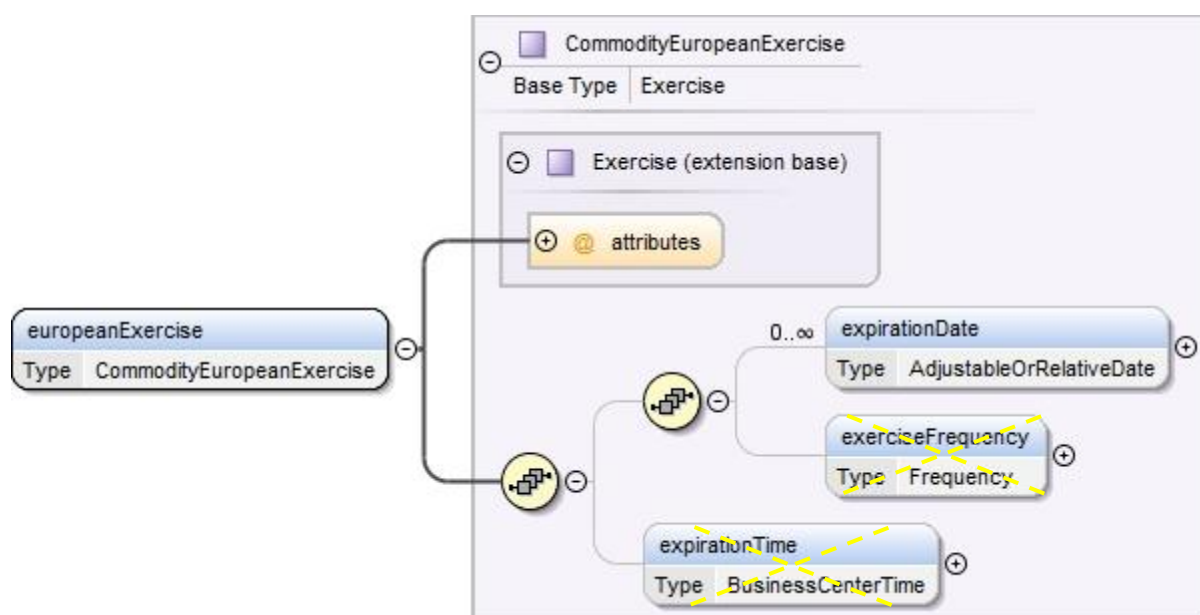 CommodityEuropeanExercise
Base Type Exercise
Exercise (extension base)
@ attributes
europeanExercise
Type CommodityEuropeanExercise
0..∞
expirationDate
Type AdjustableOrRelativeDate
exerciseFrequency
Type Frequency
expirationTime
Type BusinessCenterTime